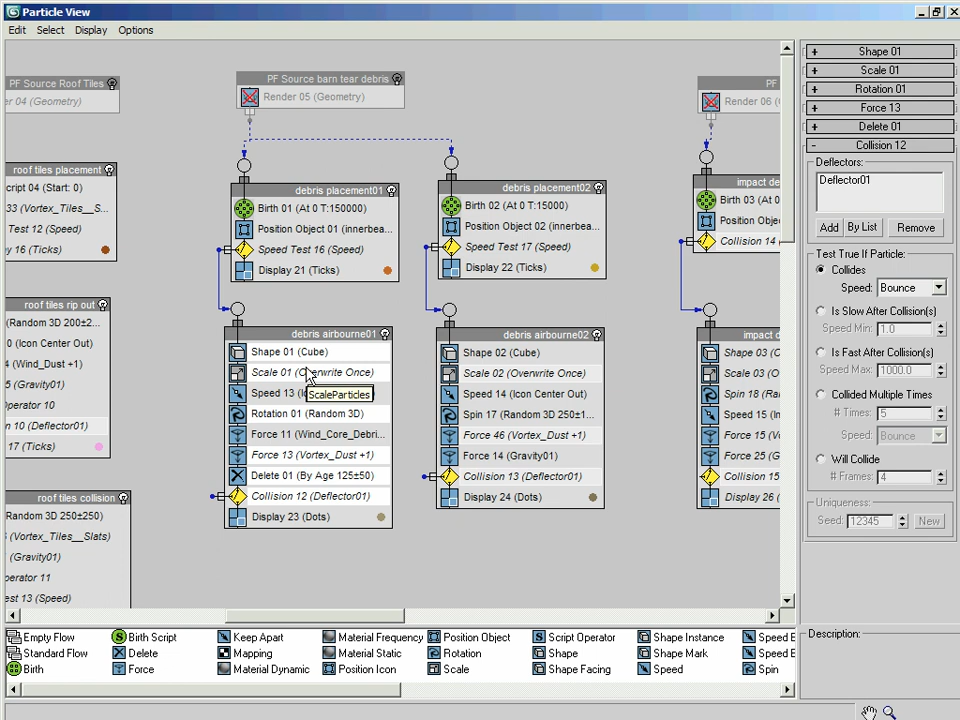 Particle View
Edit Select Display Options
PF Source Roof Tiles
er 04 (Geometry)
roof tiles placement
cript 04 (Start: 0)
33 (Vortex_Tiles__S...
Test 12 (Speed)
y 16 (Ticks)
roof tiles rip out
(Random 3D 200±2...
0 (Icon Center Out)
4 (Wind_Dust +1)
5 (Gravity01)
n 10 (Deflector01)
17 (Ticks)
roof tiles collision
Random 3D 250±250)
(Vortex_Tiles__Slats)
(Gravity01)
perator 11
est 13 (Speed)
PF Source barn tear debris
Render 05 (Geometry)
debris placement01
Birth 01 (At 0 T:150000)
Position Object 01 (innerbea...
Speed Test 16 (Speed)
Display 21 (Ticks)
debris airbourne01
Shape 01 (Cube)
Scale 01 (Overwrite Once)
Speed 13 (Ic
ScaleParticles
Rotation 01 (Random 3D)
Force 11 (Wind_Core_Debri...
Force 13 (Vortex_Dust +1)
Delete 01 (By Age 125±50)
Collision 12 (Deflector01)
Display 23 (Dots)
debris placement02
Birth 02 (At 0 T:15000)
Position Object 02 (innerbea...
Speed Test 17 (Speed)
Display 22 (Ticks)
debris airbourne02
Shape 02 (Cube)
Scale 02 (Overwrite Once)
Speed 14 (Icon Center Out)
Spin 17 (Random 3D 250±1...
Force 46 (Vortex_Dust +1)
Force 14 (Gravity01)
Collision 13 (Deflector01)
Display 24 (Dots)
PF
Render 06 (G
impact de
Birth 03 (At 0
Position Obje
Collision 14
impact de
Shape 03 (C
Scale 03 (O
Spin 18 (Ran
Speed 15 (In
Force 15 (Vo
Force 25 (G
Collision 15
Display 26 (
+ Shape 01
+ Scale 01
+ Rotation 01
+ Force 13
+ Delete 01
- Collision 12
Deflectors:
Deflector01
Add By List Remove
Test True If Particle:
Collides
Speed: Bounce
Is Slow After Collision(s)
Speed Min: 1.0
Is Fast After Collision(s)
Speed Max: 1000.0
Collided Multiple Times
# Times: 5
Speed: Bounce
Will Collide
# Frames: 4
Uniqueness:
Seed: 12345 New
Empty Flow Birth Script Keep Apart Material Frequency Position Object Script Operator Shape Instance Speed B
Standard Flow Delete Mapping Material Static Rotation Shape Shape Mark Speed E
Birth Force Material Dynamic Position Icon Scale Shape Facing Speed Spin
Description: